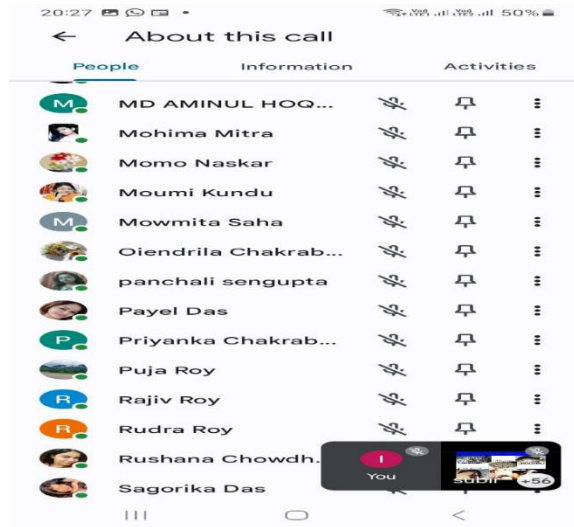 20:27 50%
← About this call
People Information Activities
M MD AMINUL HOQ...
Mohima Mitra
Momo Naskar
Moumi Kundu
M Mowmita Saha
Oiendrila Chakrab...
panchali sengupta
Payel Das
P Priyanka Chakrab...
Puja Roy
R Rajiv Roy
R Rudra Roy
Rushana Chowdh.
I
You
+56
Sagorika Das